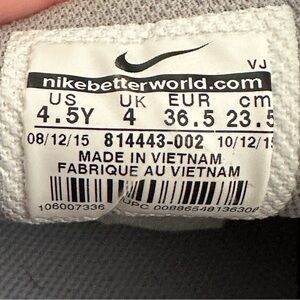 VJ
nikebetterworld.com
US UK EUR cm
4.5Y 4 36.5 23.5
08/12/15 814443-002 10/12/15
MADE IN VIETNAM
FABRIQUE AU VIETNAM
106007336 UPC